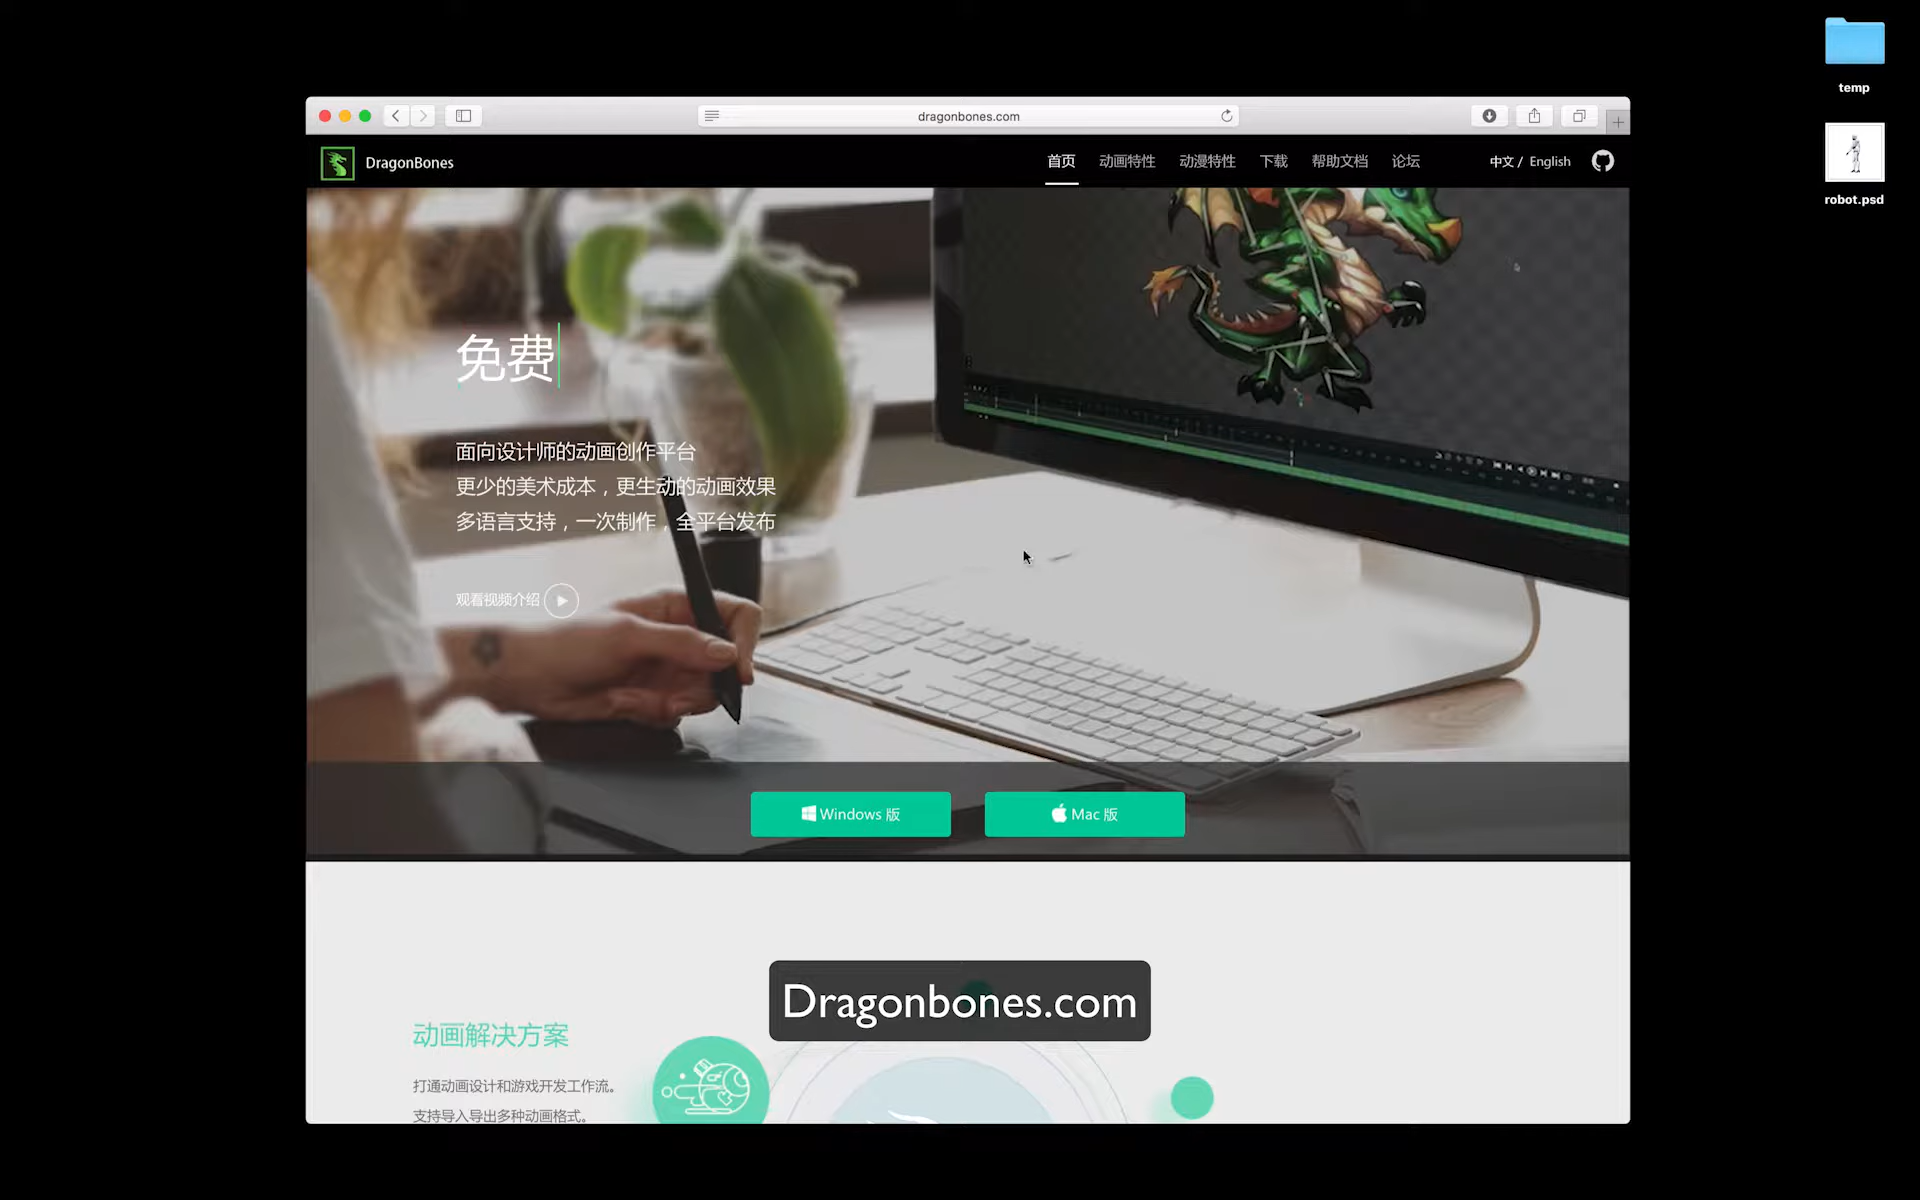 temp
robot.psd
dragonbones.com
DragonBones
首页 动画特性 动漫特性 下载 帮助文档 论坛 中文 / English
免费
面向设计师的动画创作平台
更少的美术成本，更生动的动画效果
多语言支持，一次制作，全平台发布
观看视频介绍
Windows 版 Mac 版
Dragonbones.com
动画解决方案
打通动画设计和游戏开发工作流。
支持导入导出多种动画格式。